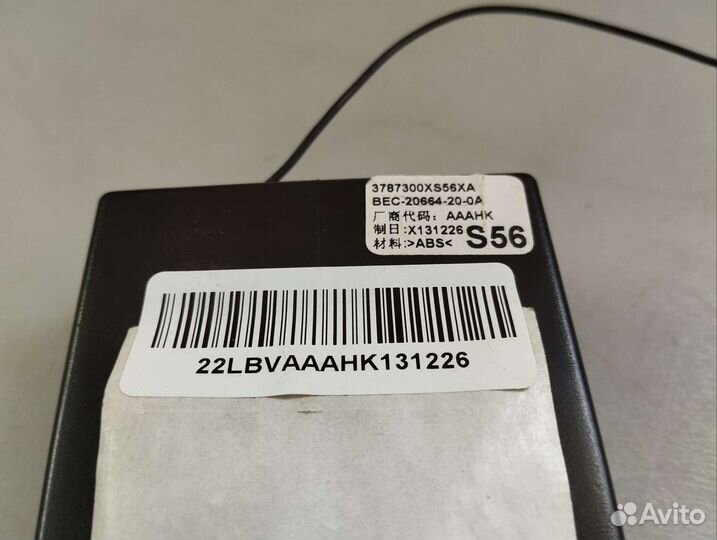 3787300XS56XA
BEC-20664-20-0A
厂商代码: AAAHK
制日:X131226
材料:>ABS< S56
22LBVAAAHK131226
Avito